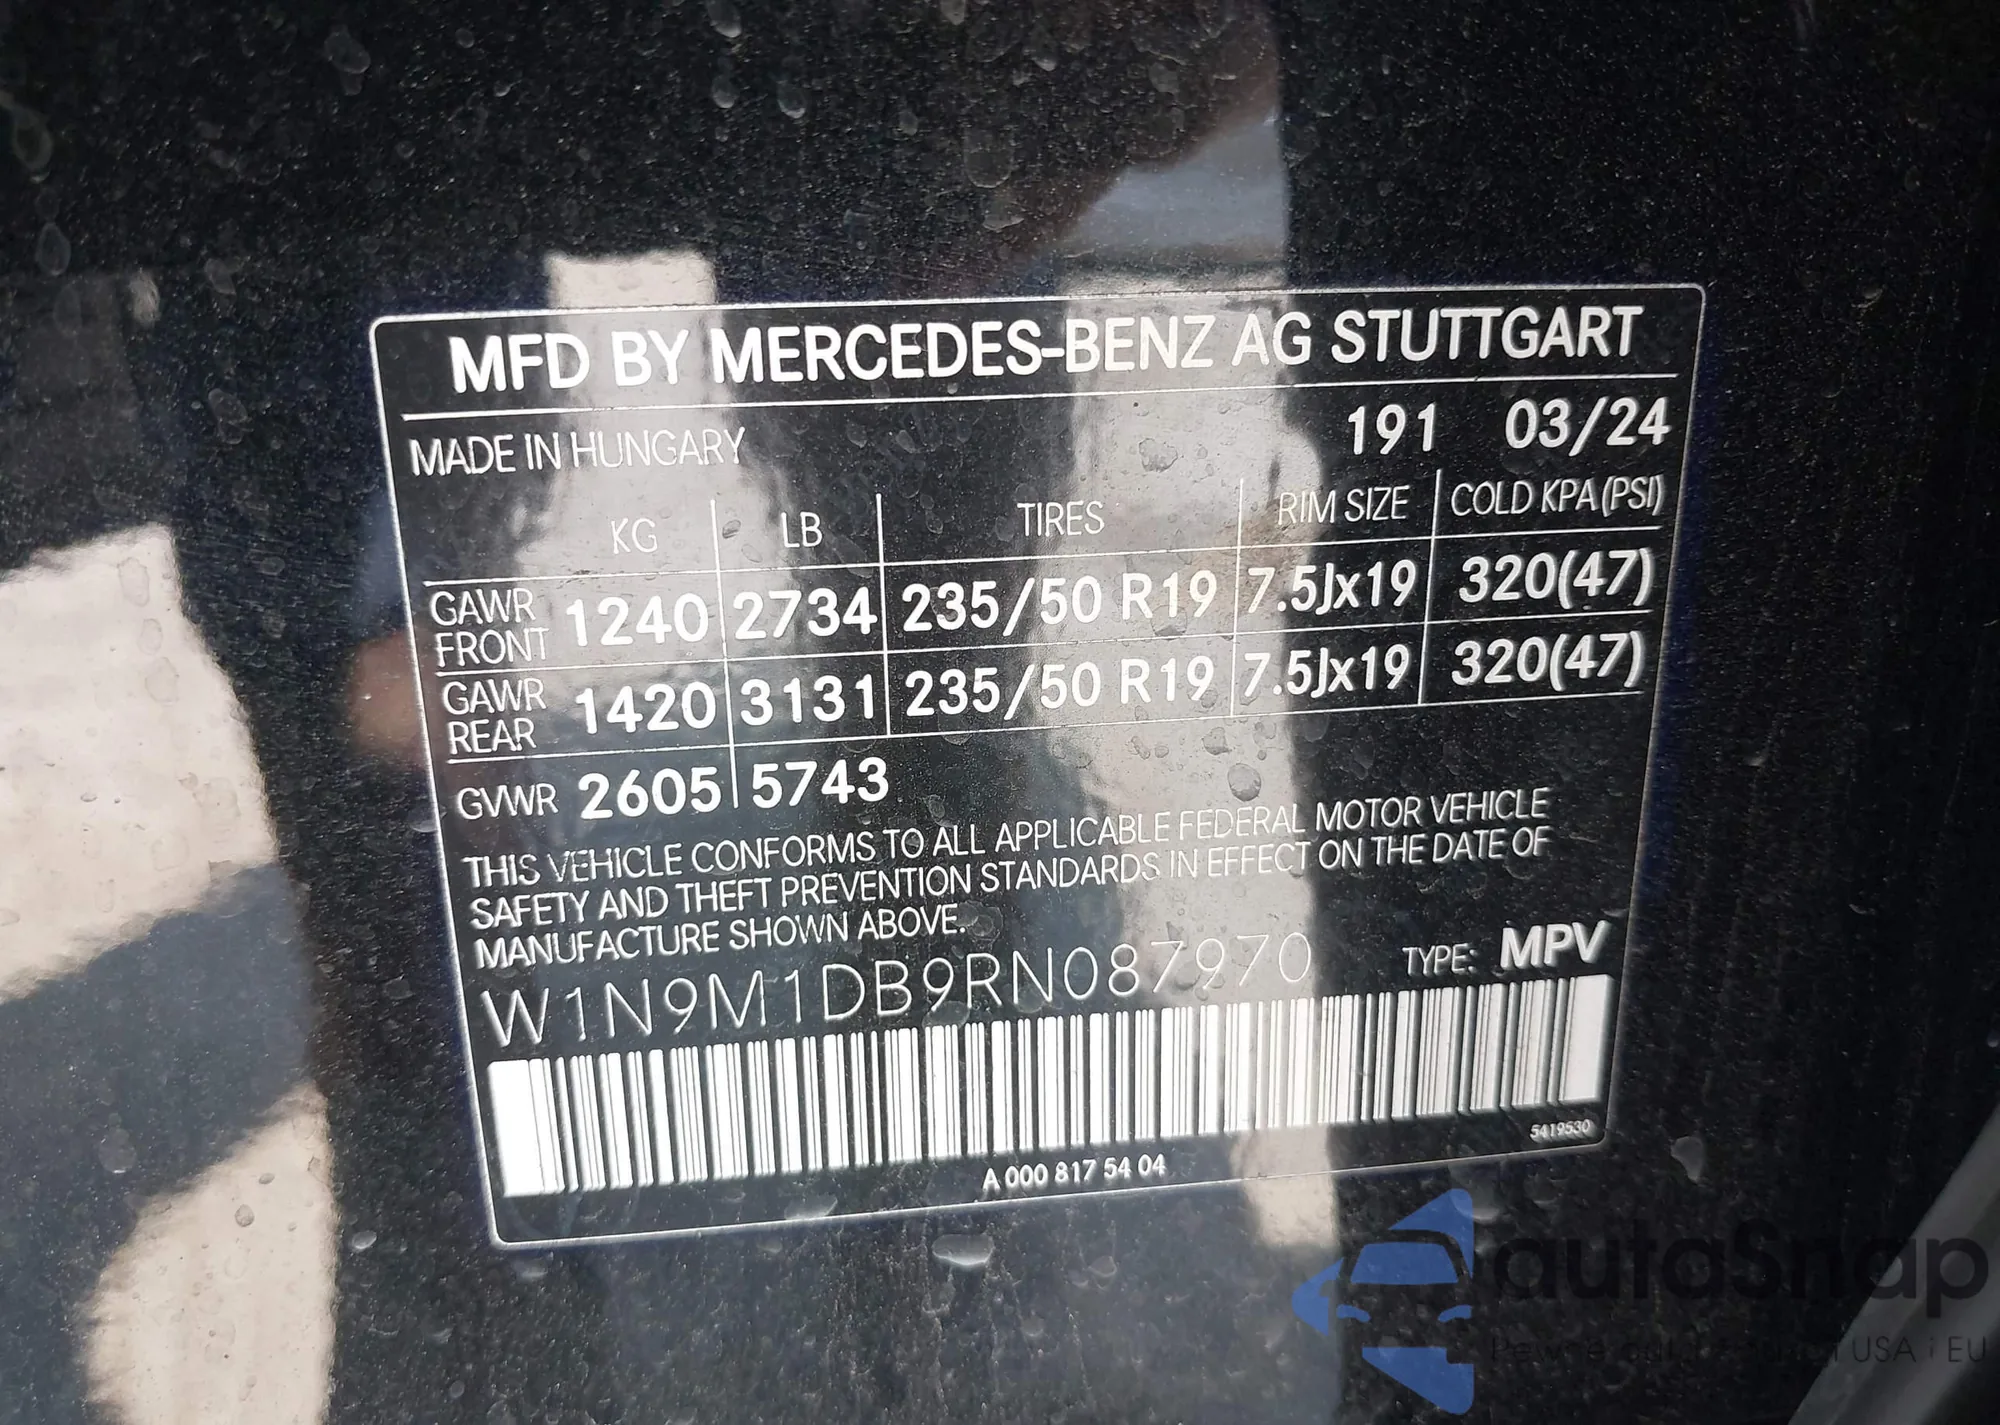 MFD BY MERCEDES-BENZ AG STUTTGART
MADE IN HUNGARY 191 03/24
KG LB TIRES RIM SIZE COLD KPA(PSI)
GAWR FRONT 1240 2734 235/50 R19 7.5Jx19 320(47)
GAWR REAR 1420 3131 235/50 R19 7.5Jx19 320(47)
GVWR 2605 5743
THIS VEHICLE CONFORMS TO ALL APPLICABLE FEDERAL MOTOR VEHICLE
SAFETY AND THEFT PREVENTION STANDARDS IN EFFECT ON THE DATE OF
MANUFACTURE SHOWN ABOVE.
W1N9M1DB9RN087970 TYPE: MPV
5419530
A 000 817 54 04
autoSnap
USA i EU